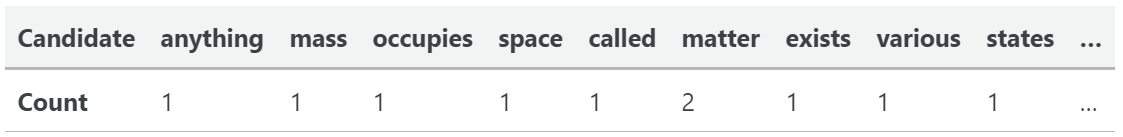 Candidate anything mass occupies space called matter exists various states ...
Count 1 1 1 1 1 2 1 1 1 ...